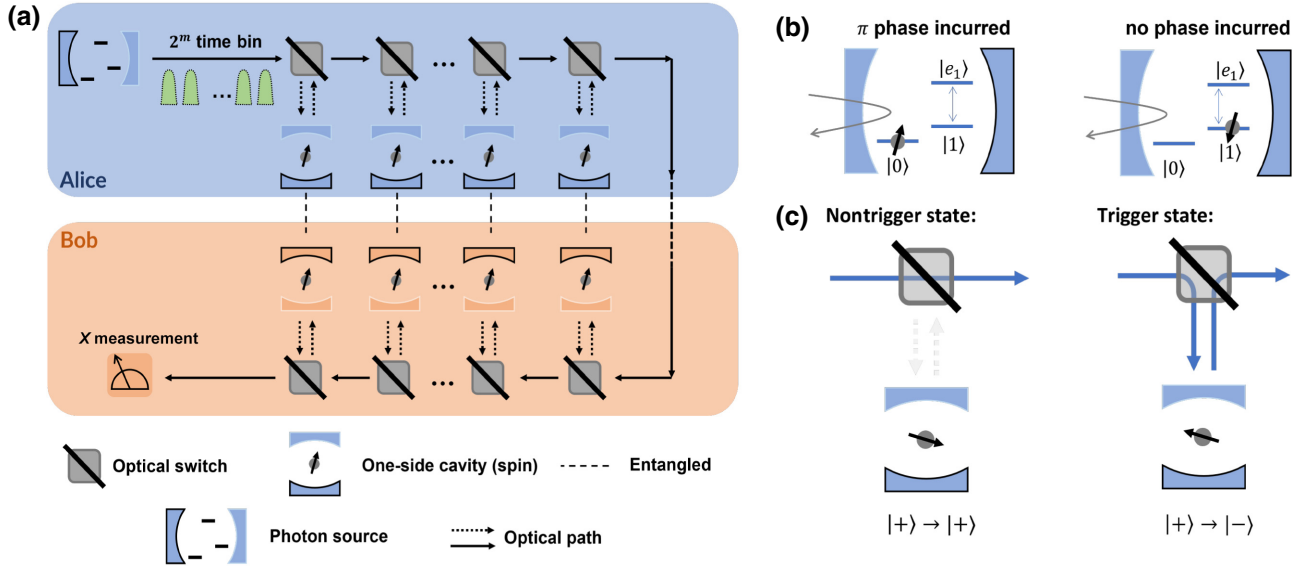 (a)
2^m time bin
...
...
...
Alice
Bob
...
...
X measurement
Optical switch
One-side cavity (spin)
Entangled
Photon source
Optical path
(b)
π phase incurred
no phase incurred
|e₁⟩
|1⟩
|0⟩
|e₁⟩
|1⟩
|0⟩
(c)
Nontrigger state:
Trigger state:
|+⟩ → |+⟩
|+⟩ → |−⟩